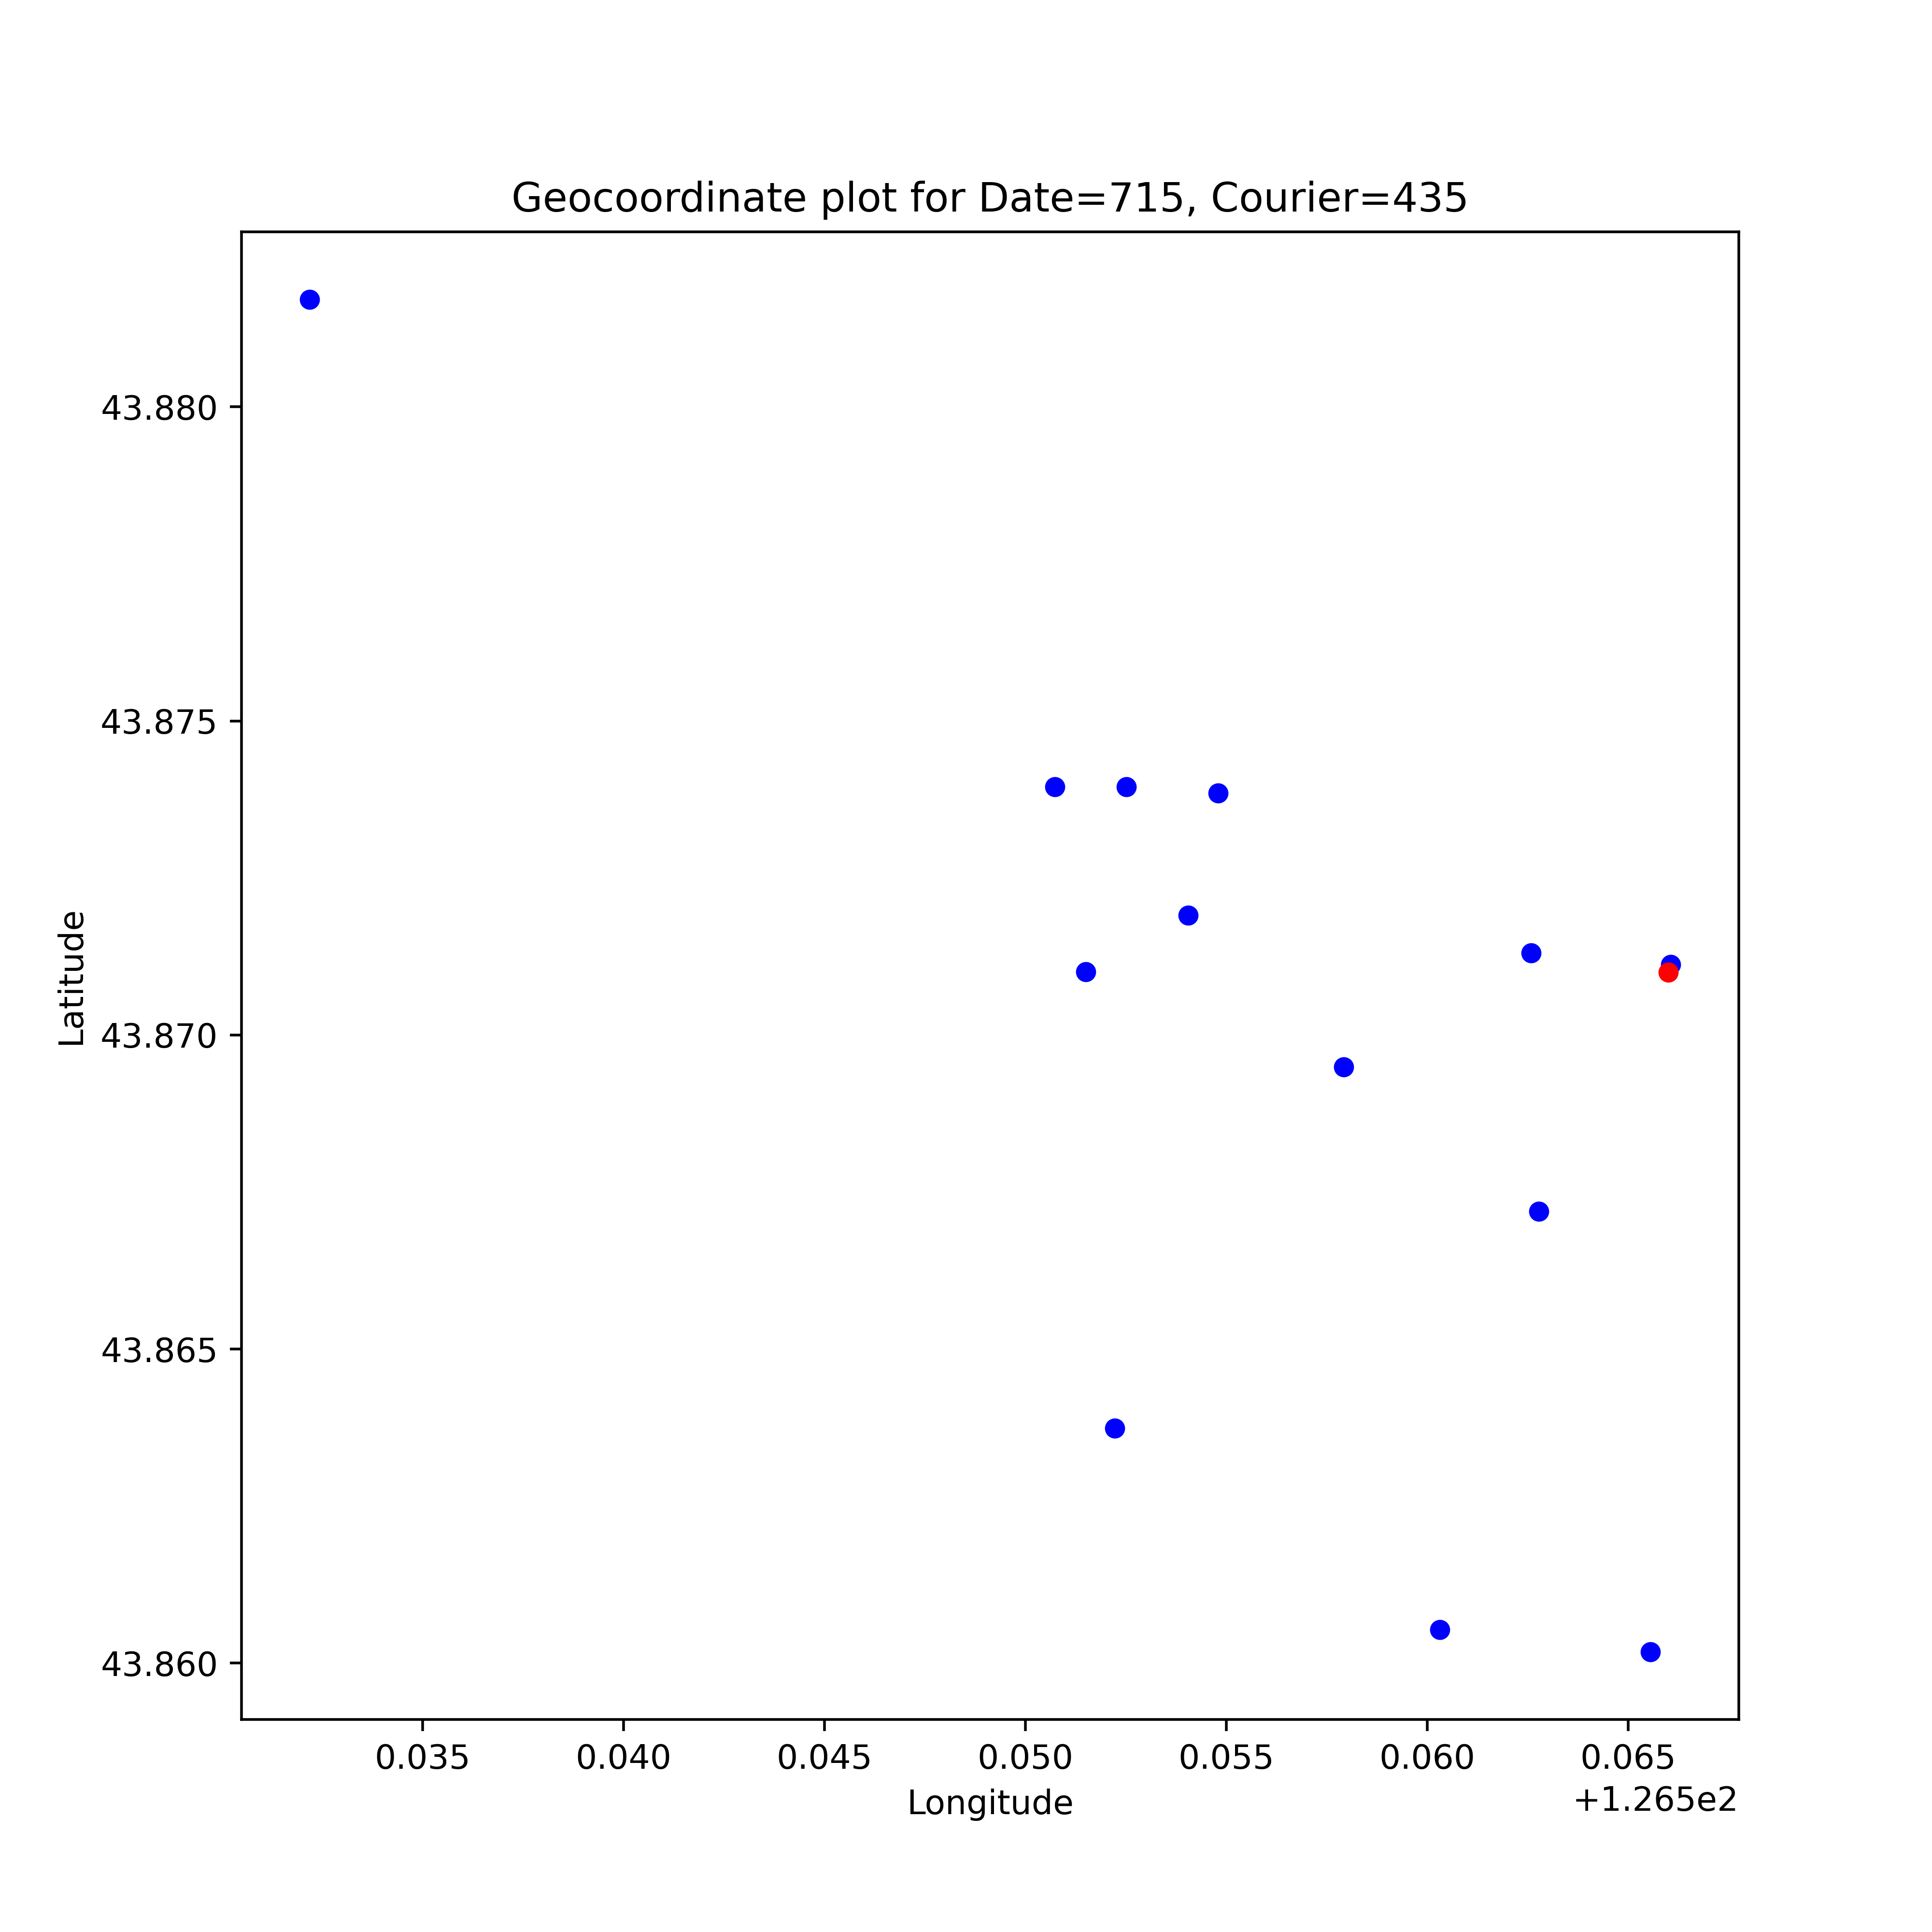 Geocoordinate plot for Date=715, Courier=435
43.880
43.875
43.870
43.865
43.860
Latitude
0.035 0.040 0.045 0.050 0.055 0.060 0.065
+1.265e2
Longitude